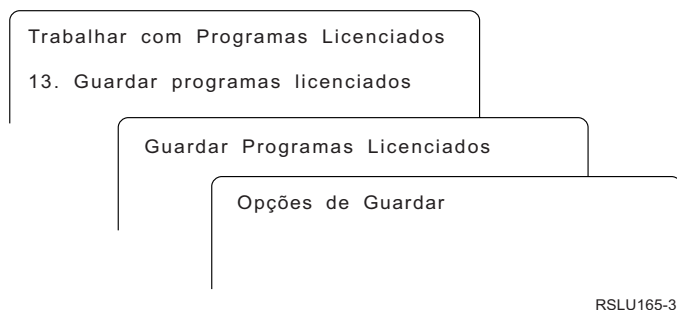 Trabalhar com Programas Licenciados
13. Guardar programas licenciados
Guardar Programas Licenciados
Opções de Guardar
RSLU165-3